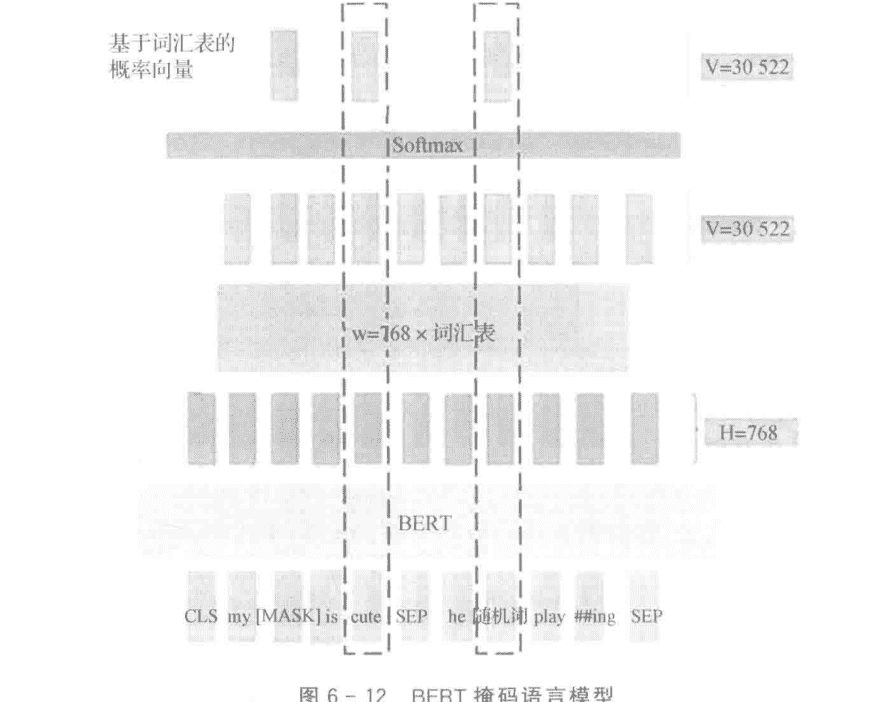 基于词汇表的
概率向量
V=30 522
Softmax
V=30 522
w=768 × 词汇表
H=768
BERT
CLS my [MASK] is cute SEP he 随机词 play ##ing SEP
图 6-12 BERT 掩码语言模型